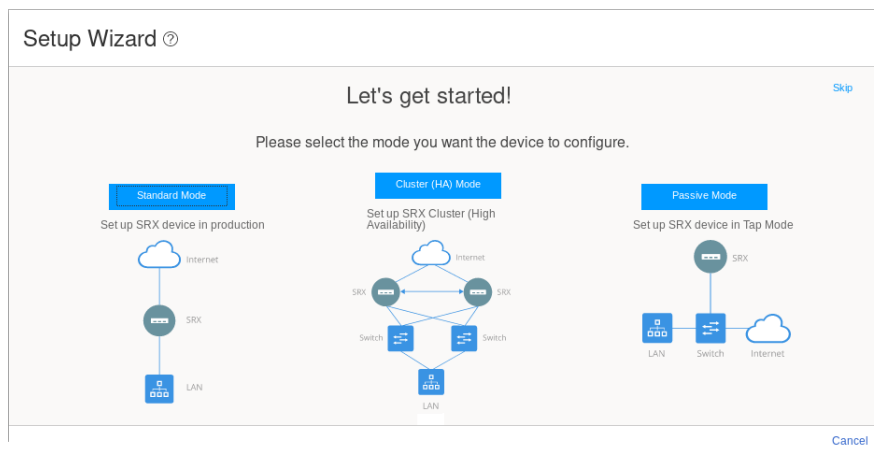 Setup Wizard ?
Let's get started!
Skip
Please select the mode you want the device to configure.
Standard Mode
Set up SRX device in production
Internet
SRX
LAN
Cluster (HA) Mode
Set up SRX Cluster (High
Availability)
Internet
SRX
SRX
Switch
Switch
LAN
Passive Mode
Set up SRX device in Tap Mode
SRX
LAN
Switch
Internet
Cancel